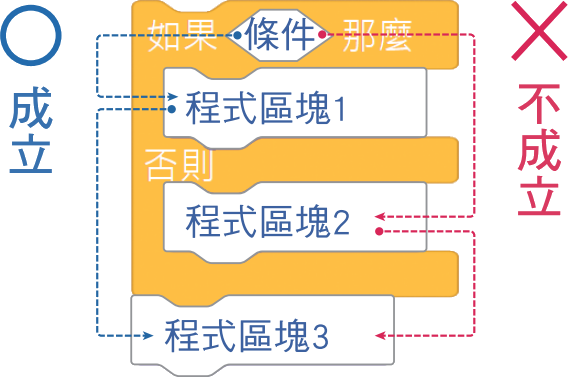 如果 條件 那麼
成立
程式區塊1
不成立
否則
程式區塊2
程式區塊3